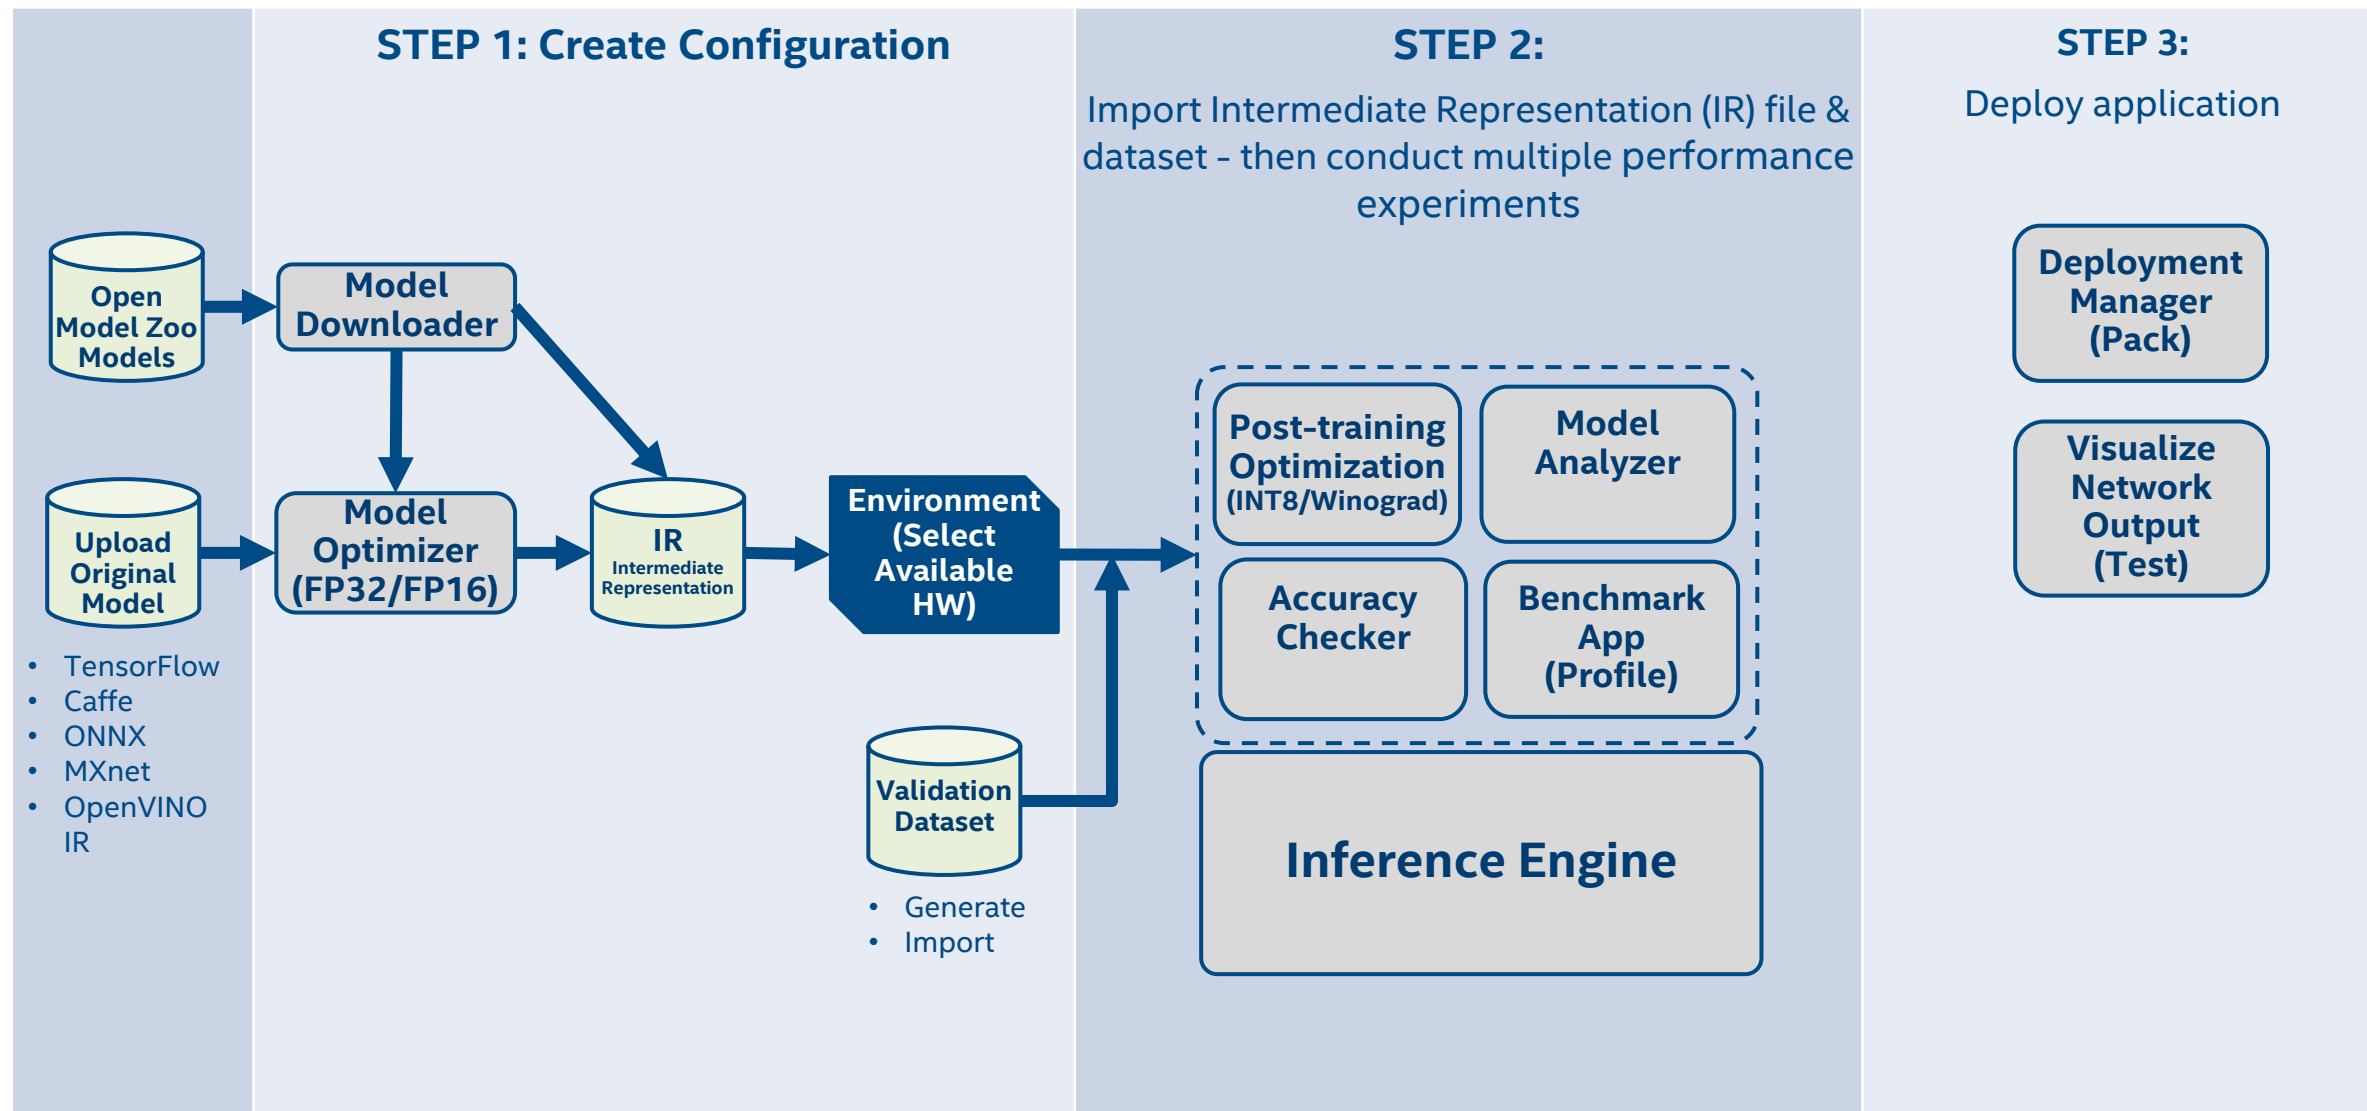 STEP 1: Create Configuration
STEP 2:
Import Intermediate Representation (IR) file &
dataset - then conduct multiple performance
experiments
STEP 3:
Deploy application
Open
Model Zoo
Models
Model
Downloader
Upload
Original
Model
• TensorFlow
• Caffe
• ONNX
• MXnet
• OpenVINO
IR
Model
Optimizer
(FP32/FP16)
IR
Intermediate
Representation
Environment
(Select
Available
HW)
Validation
Dataset
• Generate
• Import
Post-training
Optimization
(INT8/Winograd)
Model
Analyzer
Accuracy
Checker
Benchmark
App
(Profile)
Inference Engine
Deployment
Manager
(Pack)
Visualize
Network
Output
(Test)